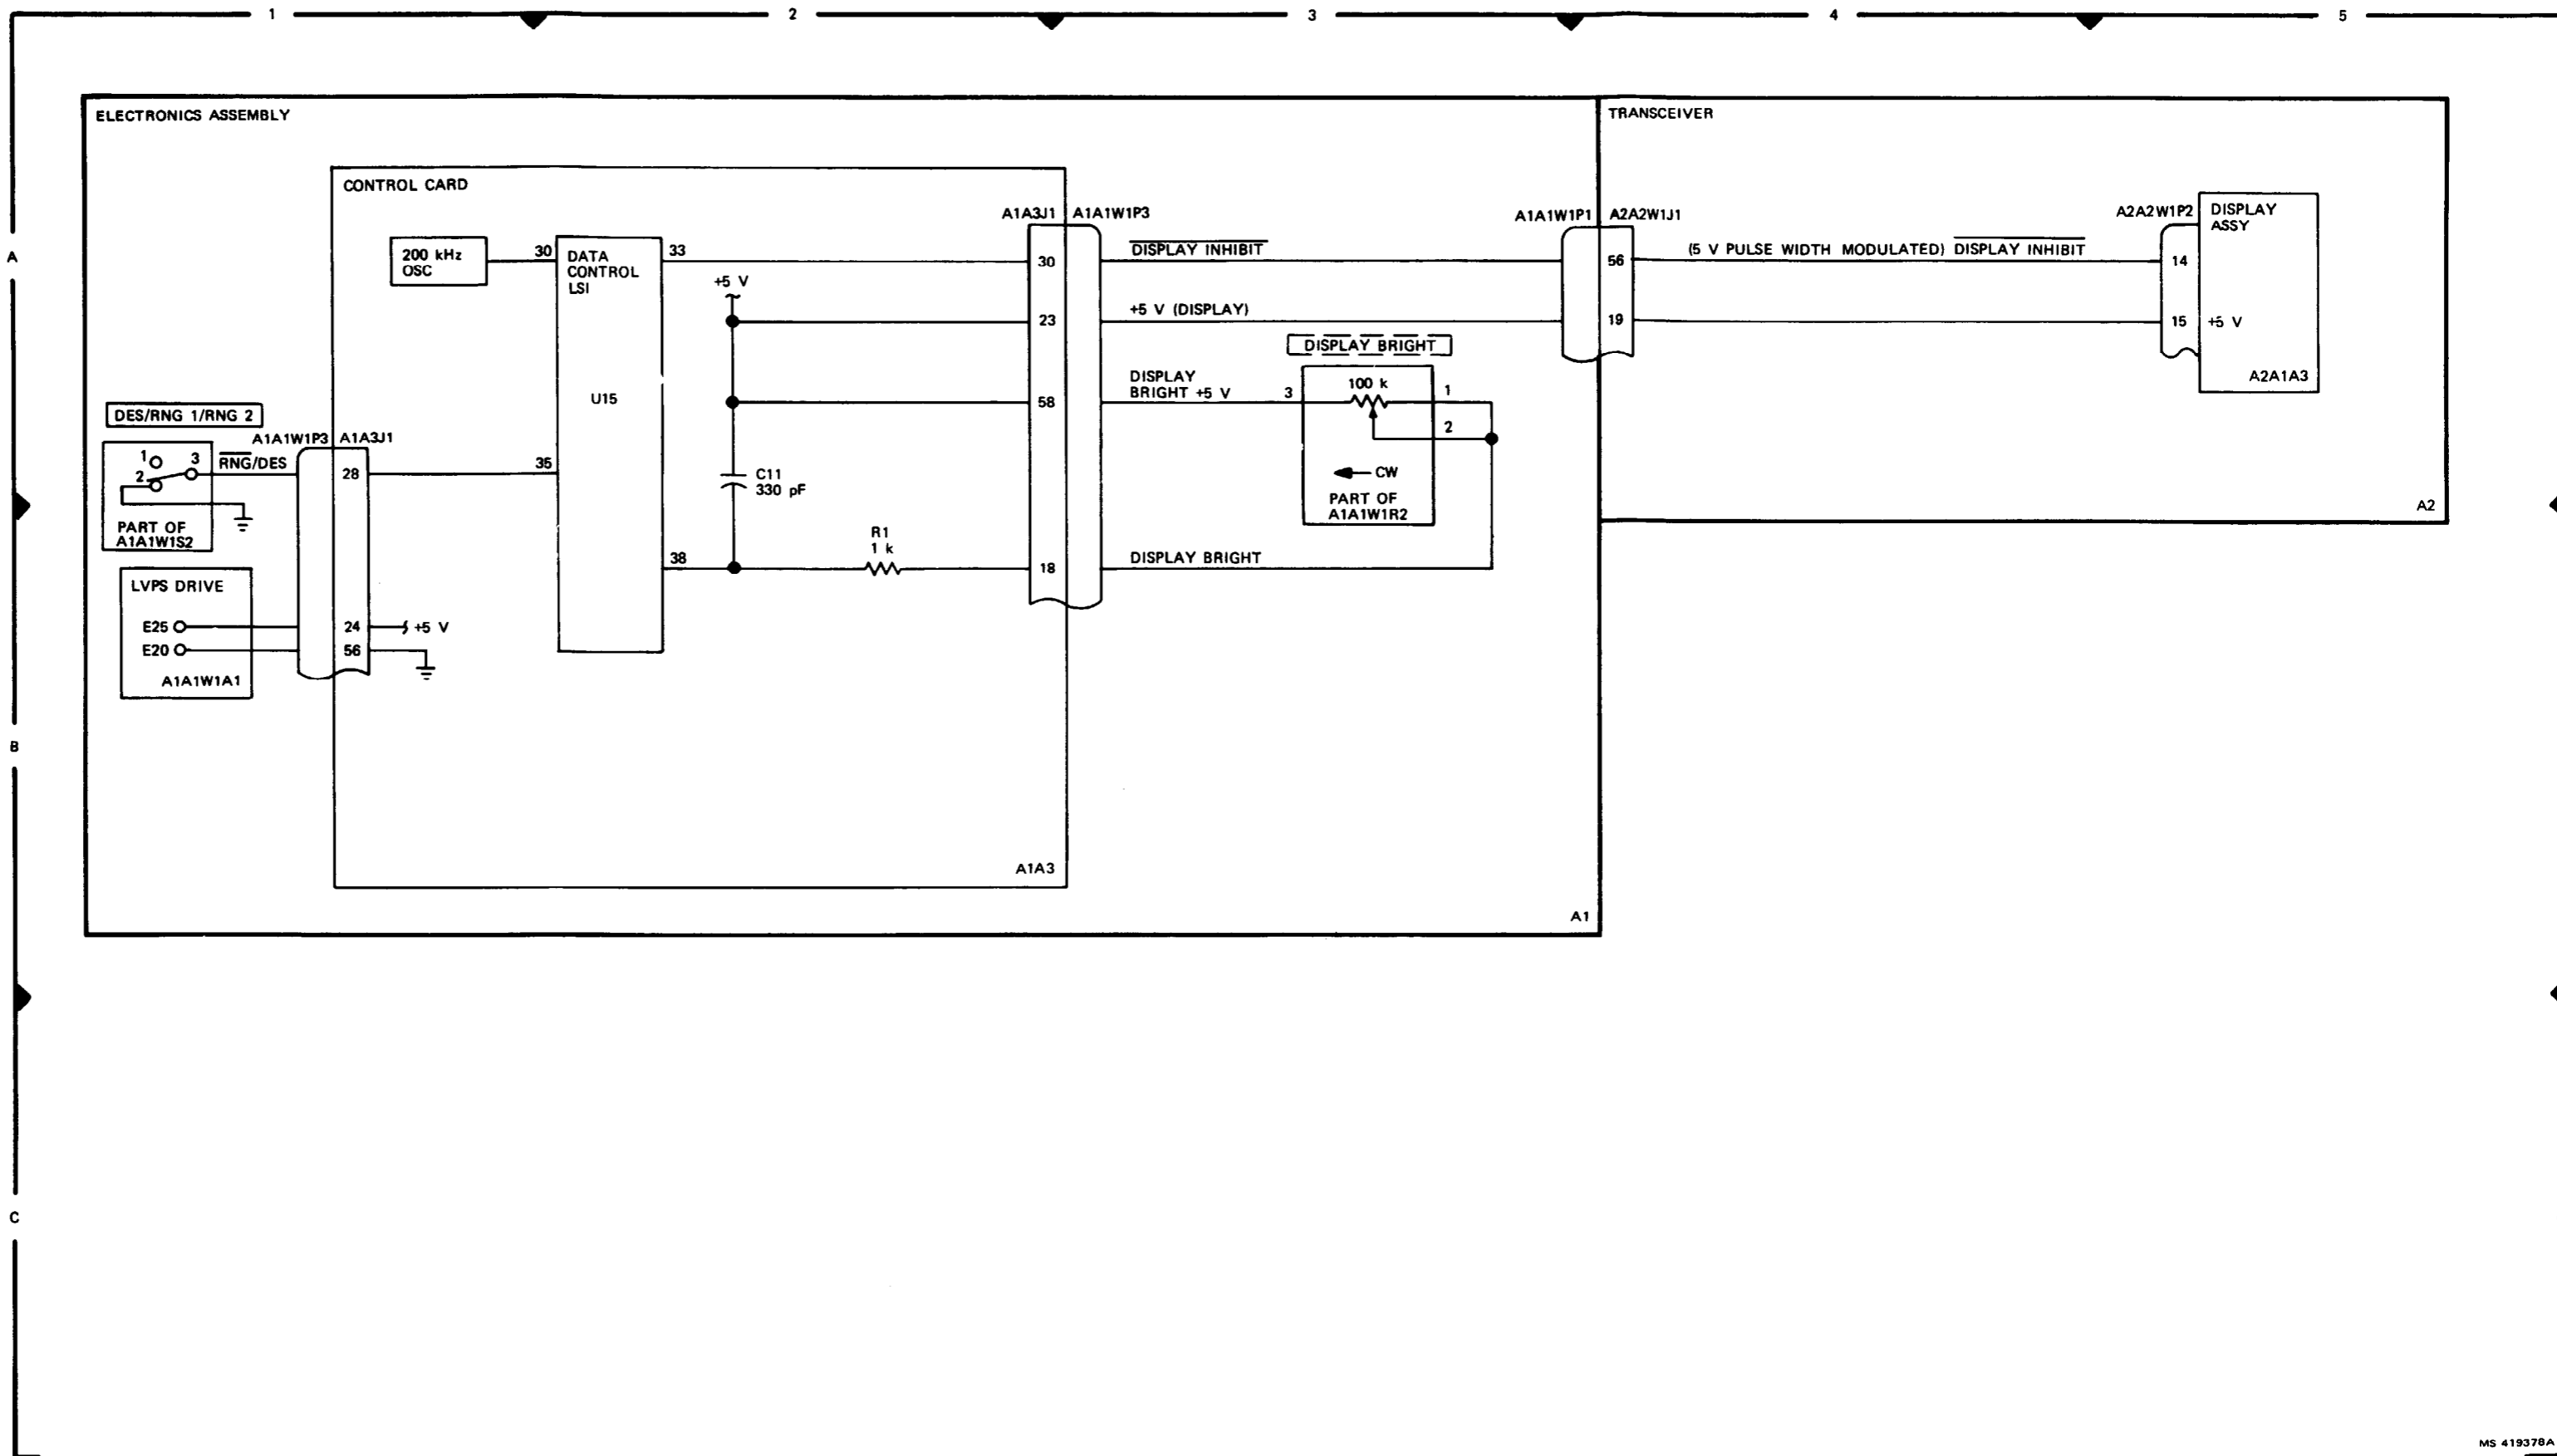 1 2 3 4 5
A
B
C
ELECTRONICS ASSEMBLY
TRANSCEIVER
CONTROL CARD
200 kHz
OSC
30
DATA
CONTROL
LSI
U15
33
35
38
+5 V
C11
330 pF
R1
1 k
A1A3J1
A1A1W1P3
30
23
58
18
DISPLAY INHIBIT
+5 V (DISPLAY)
DISPLAY
BRIGHT +5 V
DISPLAY BRIGHT
DISPLAY BRIGHT
3
100 k
1
2
CW
PART OF
A1A1W1R2
A1A1W1P1
A2A2W1J1
56
19
(5 V PULSE WIDTH MODULATED) DISPLAY INHIBIT
A2A2W1P2
14
15
DISPLAY
ASSY
+5 V
A2A1A3
A2
DES/RNG 1/RNG 2
1
2
3
RNG/DES
PART OF
A1A1W1S2
A1A1W1P3
A1A3J1
28
24
56
+5 V
LVPS DRIVE
E25
E20
A1A1W1A1
A1A3
A1
MS 419378A